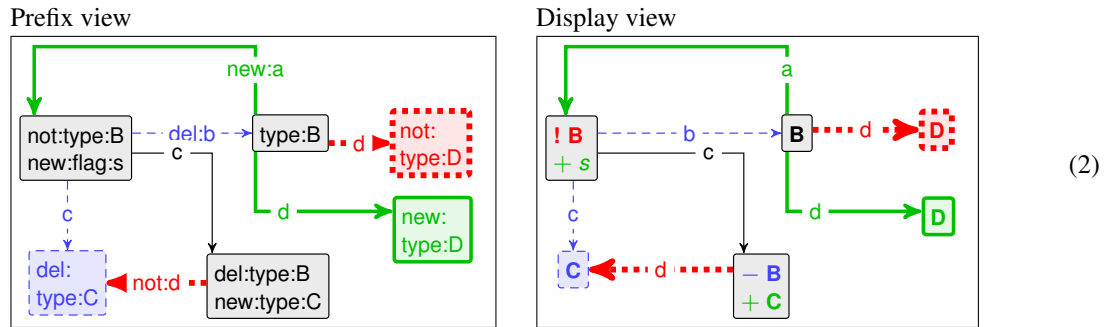 Prefix view
new:a
not:type:B
new:flag:s
del:b
c
type:B
d
not:
type:D
c
d
new:
type:D
del:
type:C
not:d
del:type:B
new:type:C
Display view
a
! B
+ s
b
c
B
d
D
c
d
D
C
d
− B
+ C
(2)